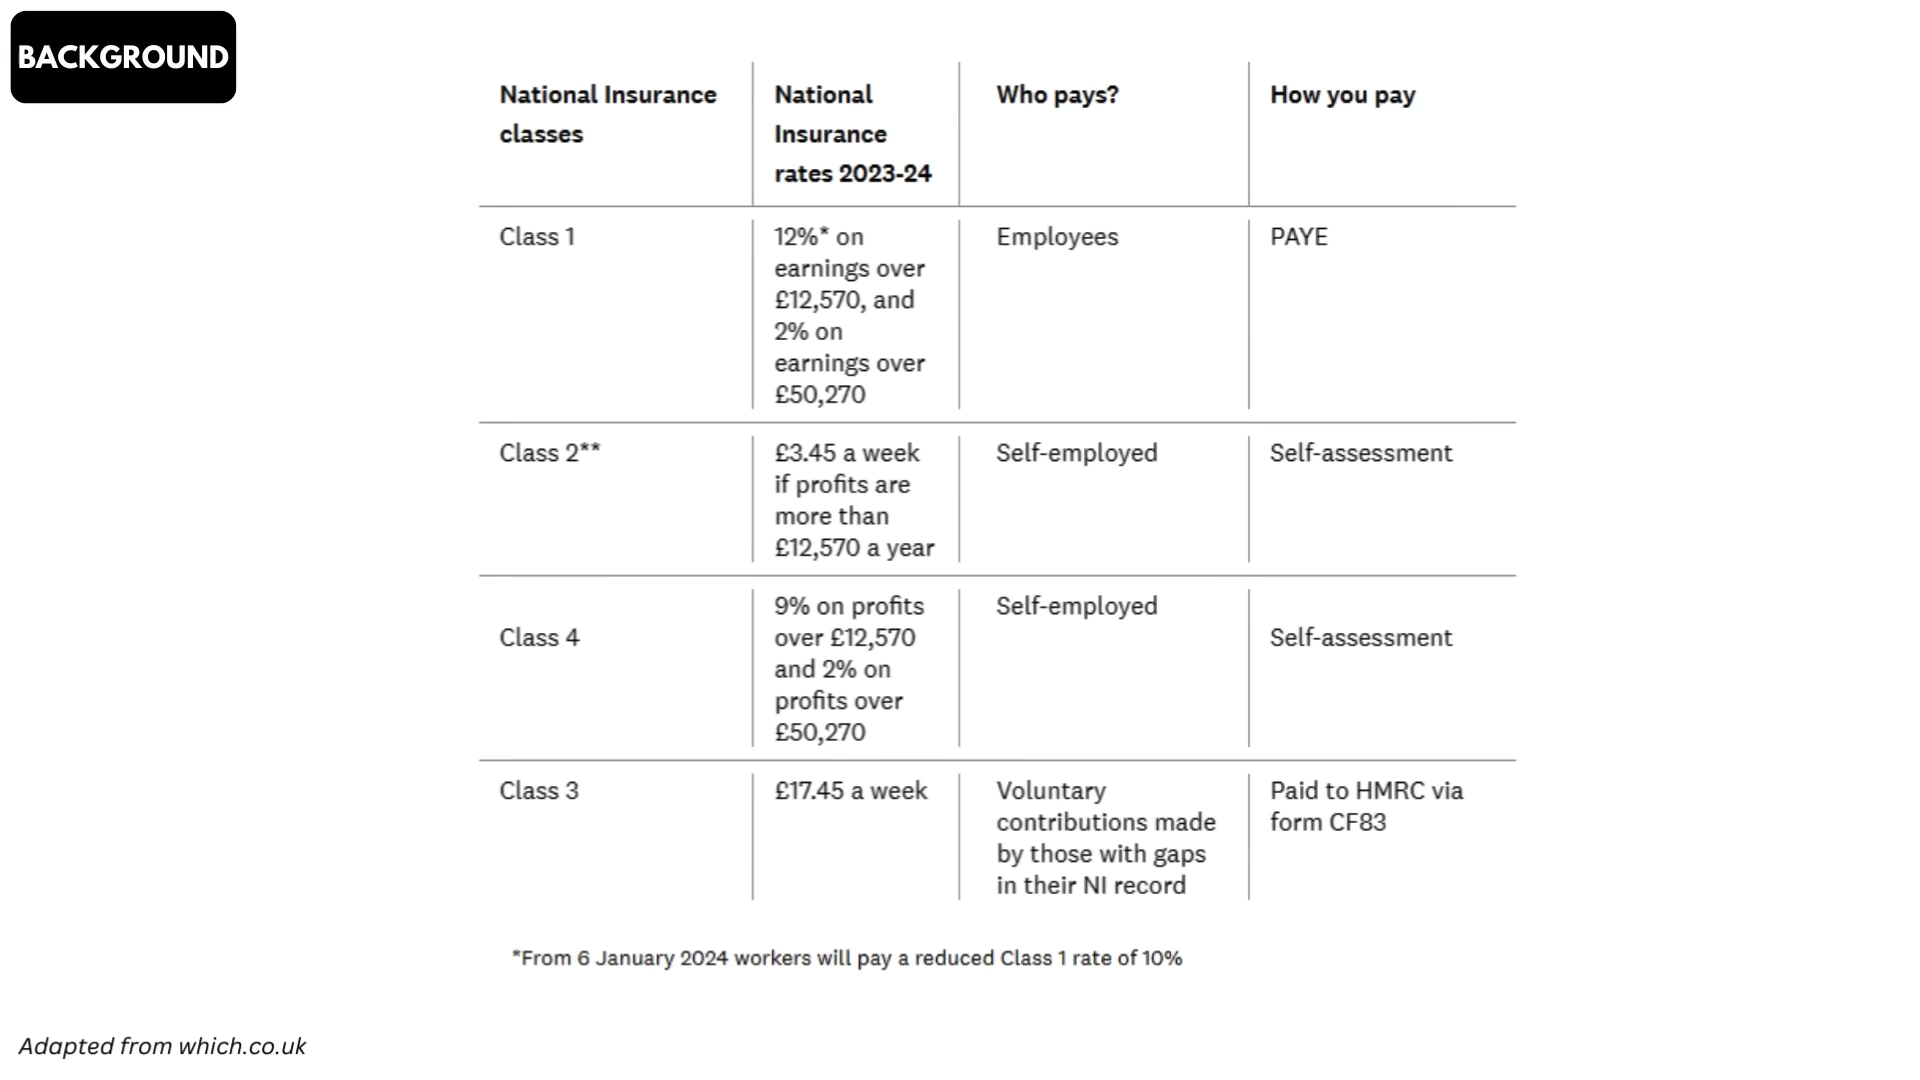 BACKGROUND
National Insurance classes
National Insurance rates 2023-24
Who pays?
How you pay
Class 1
12%* on
earnings over
£12,570, and
2% on
earnings over
£50,270
Employees
PAYE
Class 2**
£3.45 a week
if profits are
more than
£12,570 a year
Self-employed
Self-assessment
Class 4
9% on profits
over £12,570
and 2% on
profits over
£50,270
Self-employed
Self-assessment
Class 3
£17.45 a week
Voluntary
contributions made
by those with gaps
in their NI record
Paid to HMRC via
form CF83
*From 6 January 2024 workers will pay a reduced Class 1 rate of 10%
Adapted from which.co.uk